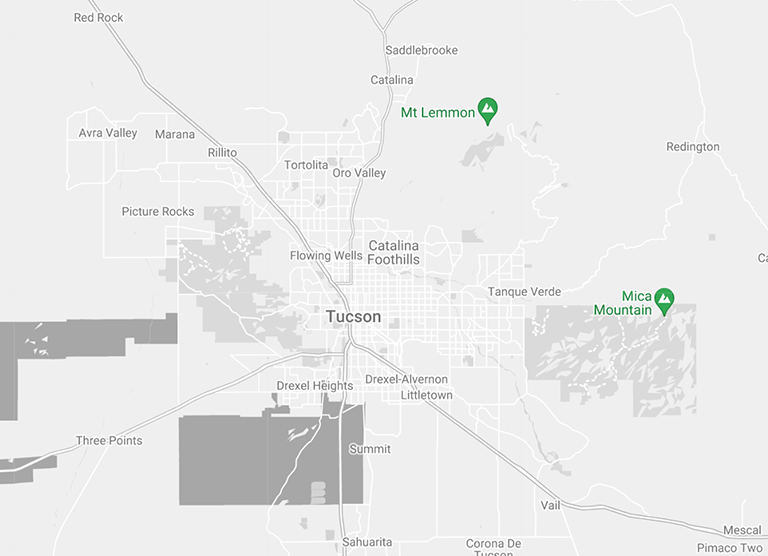 Red Rock
Saddlebrooke
Catalina
Mt Lemmon
Avra Valley
Marana
Rillito
Redington
Tortolita
Oro Valley
Picture Rocks
Flowing Wells
Catalina
Foothills
Ca
Tanque Verde
Mica
Mountain
Tucson
Drexel Heights
Drexel-Alvernon
Littletown
Three Points
Summit
Vail
Mescal
Sahuarita
Corona De
Tucson
Pimaco Two